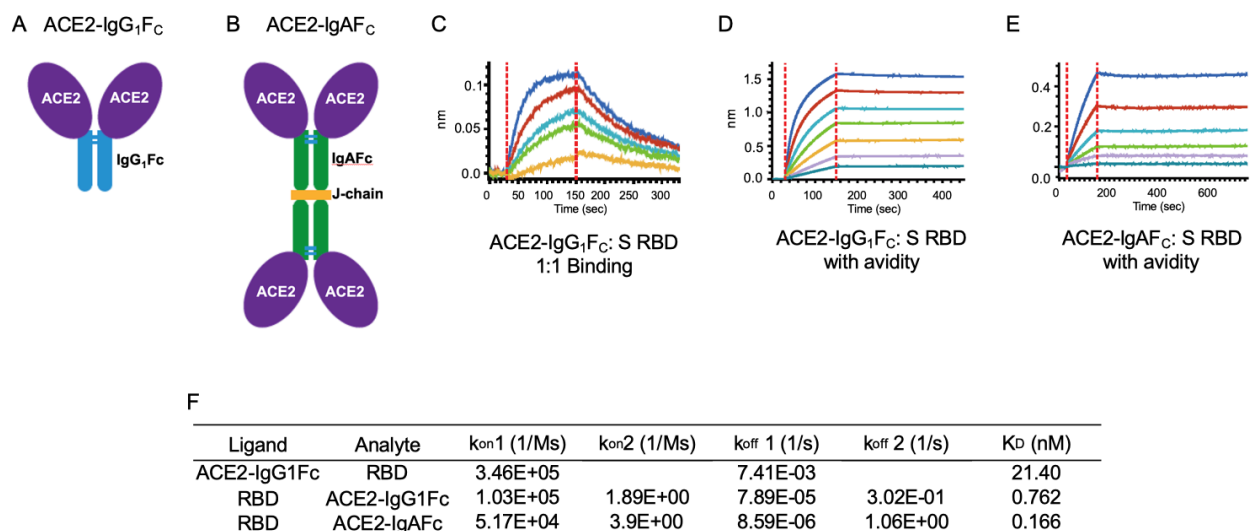 A ACE2-IgG₁Fc
B ACE2-IgAFc
C
D
E
ACE2 ACE2
IgG₁Fc
ACE2 ACE2
IgAFc
J-chain
ACE2 ACE2
nm
0.1
0.05
0.0
0 50 100 150 200 250 300
Time (sec)
ACE2-IgG₁Fc: S RBD
1:1 Binding
nm
1.5
1.0
0.5
0.0
0 100 200 300 400
Time (sec)
ACE2-IgG₁Fc: S RBD
with avidity
0.4
0.2
0.0
0 200 400 600
Time (sec)
ACE2-IgAFc: S RBD
with avidity
F
Ligand Analyte kon1 (1/Ms) kon2 (1/Ms) koff 1 (1/s) koff 2 (1/s) KD (nM)
ACE2-IgG1Fc RBD 3.46E+05 7.41E-03 21.40
RBD ACE2-IgG1Fc 1.03E+05 1.89E+00 7.89E-05 3.02E-01 0.762
RBD ACE2-IgAFc 5.17E+04 3.9E+00 8.59E-06 1.06E+00 0.166